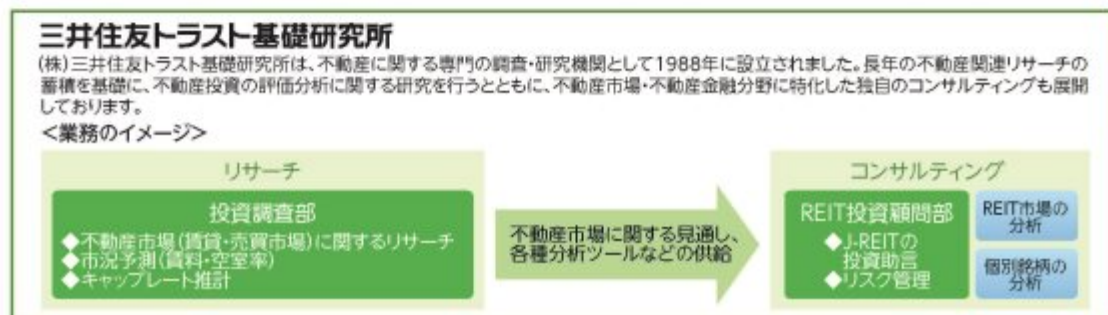 三井住友トラスト基礎研究所
(株)三井住友トラスト基礎研究所は、不動産に関する専門の調査・研究機関として1988年に設立されました。長年の不動産関連リサーチの
蓄積を基礎に、不動産投資の評価分析に関する研究を行うとともに、不動産市場・不動産金融分野に特化した独自のコンサルティングも展開
しております。
＜業務のイメージ＞
リサーチ
投資調査部
◆不動産市場(賃貸・売買市場)に関するリサーチ
◆市況予測(賃料・空室率)
◆キャップレート推計
不動産市場に関する見通し、
各種分析ツールなどの供給
コンサルティング
REIT投資顧問部
◆J-REITの
投資助言
◆リスク管理
REIT市場の
分析
個別銘柄の
分析